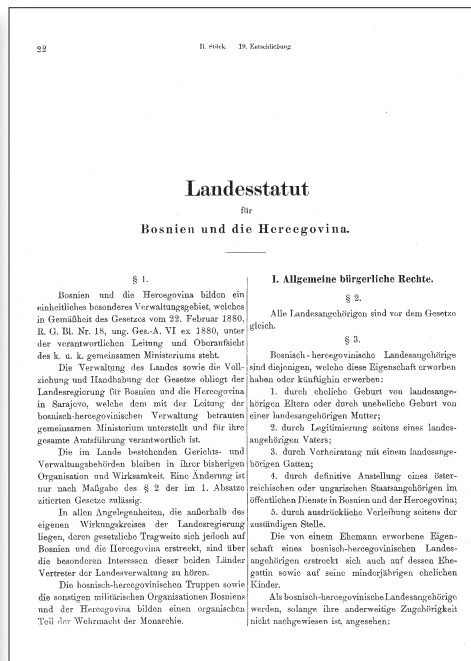 22
II. Stück. 19. Entschließung.
Landesstatut
für
Bosnien und die Hercegovina.
§ 1.
Bosnien und die Hercegovina bilden ein
einheitliches besonderes Verwaltungsgebiet, welches
in Gemäßheit des Gesetzes vom 22. Februar 1880,
R. G. Bl. Nr. 18, ung. Ges.-A. VI ex 1880, unter
der verantwortlichen Leitung und Oberaufsicht
des k. u. k. gemeinsamen Ministeriums steht.
Die Verwaltung des Landes sowie die Voll-
ziehung und Handhabung der Gesetze obliegt der
Landesregierung für Bosnien und die Hercegovina
in Sarajevo, welche dem mit der Leitung der
bosnisch-hercegovinischen Verwaltung betrauten
gemeinsamen Ministerium unterstellt und für ihre
gesamte Amtsführung verantwortlich ist.
Die im Lande bestehenden Gerichts- und
Verwaltungsbehörden bleiben in ihrer bisherigen
Organisation und Wirksamkeit. Eine Änderung ist
nur nach Maßgabe des § 2 der im 1. Absatze
zitierten Gesetze zulässig.
In allen Angelegenheiten, die außerhalb des
eigenen Wirkungskreises der Landesregierung
liegen, deren gesetzliche Tragweite sich jedoch auf
Bosnien und die Hercegovina erstreckt, sind über
die besonderen Interessen dieser beiden Länder
Vertreter der Landesverwaltung zu hören.
Die bosnisch-hercegovinischen Truppen sowie
die sonstigen militärischen Organisationen Bosniens
und der Hercegovina bilden einen organischen
Teil der Wehrmacht der Monarchie.
I. Allgemeine bürgerliche Rechte.
§ 2.
Alle Landesangehörigen sind vor dem Gesetze
gleich.
§ 3.
Bosnisch-hercegovinische Landesangehörige
sind diejenigen, welche diese Eigenschaft erworben
haben oder künftighin erwerben:
1. durch eheliche Geburt von landesange-
hörigen Eltern oder durch uneheliche Geburt von
einer landesangehörigen Mutter;
2. durch Legitimierung seitens eines landes-
angehörigen Vaters;
3. durch Verheiratung mit einem landesange-
hörigen Gatten;
4. durch definitive Anstellung eines öster-
reichischen oder ungarischen Staatsangehörigen im
öffentlichen Dienste in Bosnien und der Hercegovina;
5. durch ausdrückliche Verleihung seitens der
zuständigen Stelle.
Die von einem Ehemann erworbene Eigen-
schaft eines bosnisch-hercegovinischen Landes-
angehörigen erstreckt sich auch auf dessen Ehe-
gattin sowie auf seine minderjährigen ehelichen
Kinder.
Als bosnisch-hercegovinische Landesangehörige
werden, solange ihre anderweitige Zugehörigkeit
nicht nachgewiesen ist, angesehen: